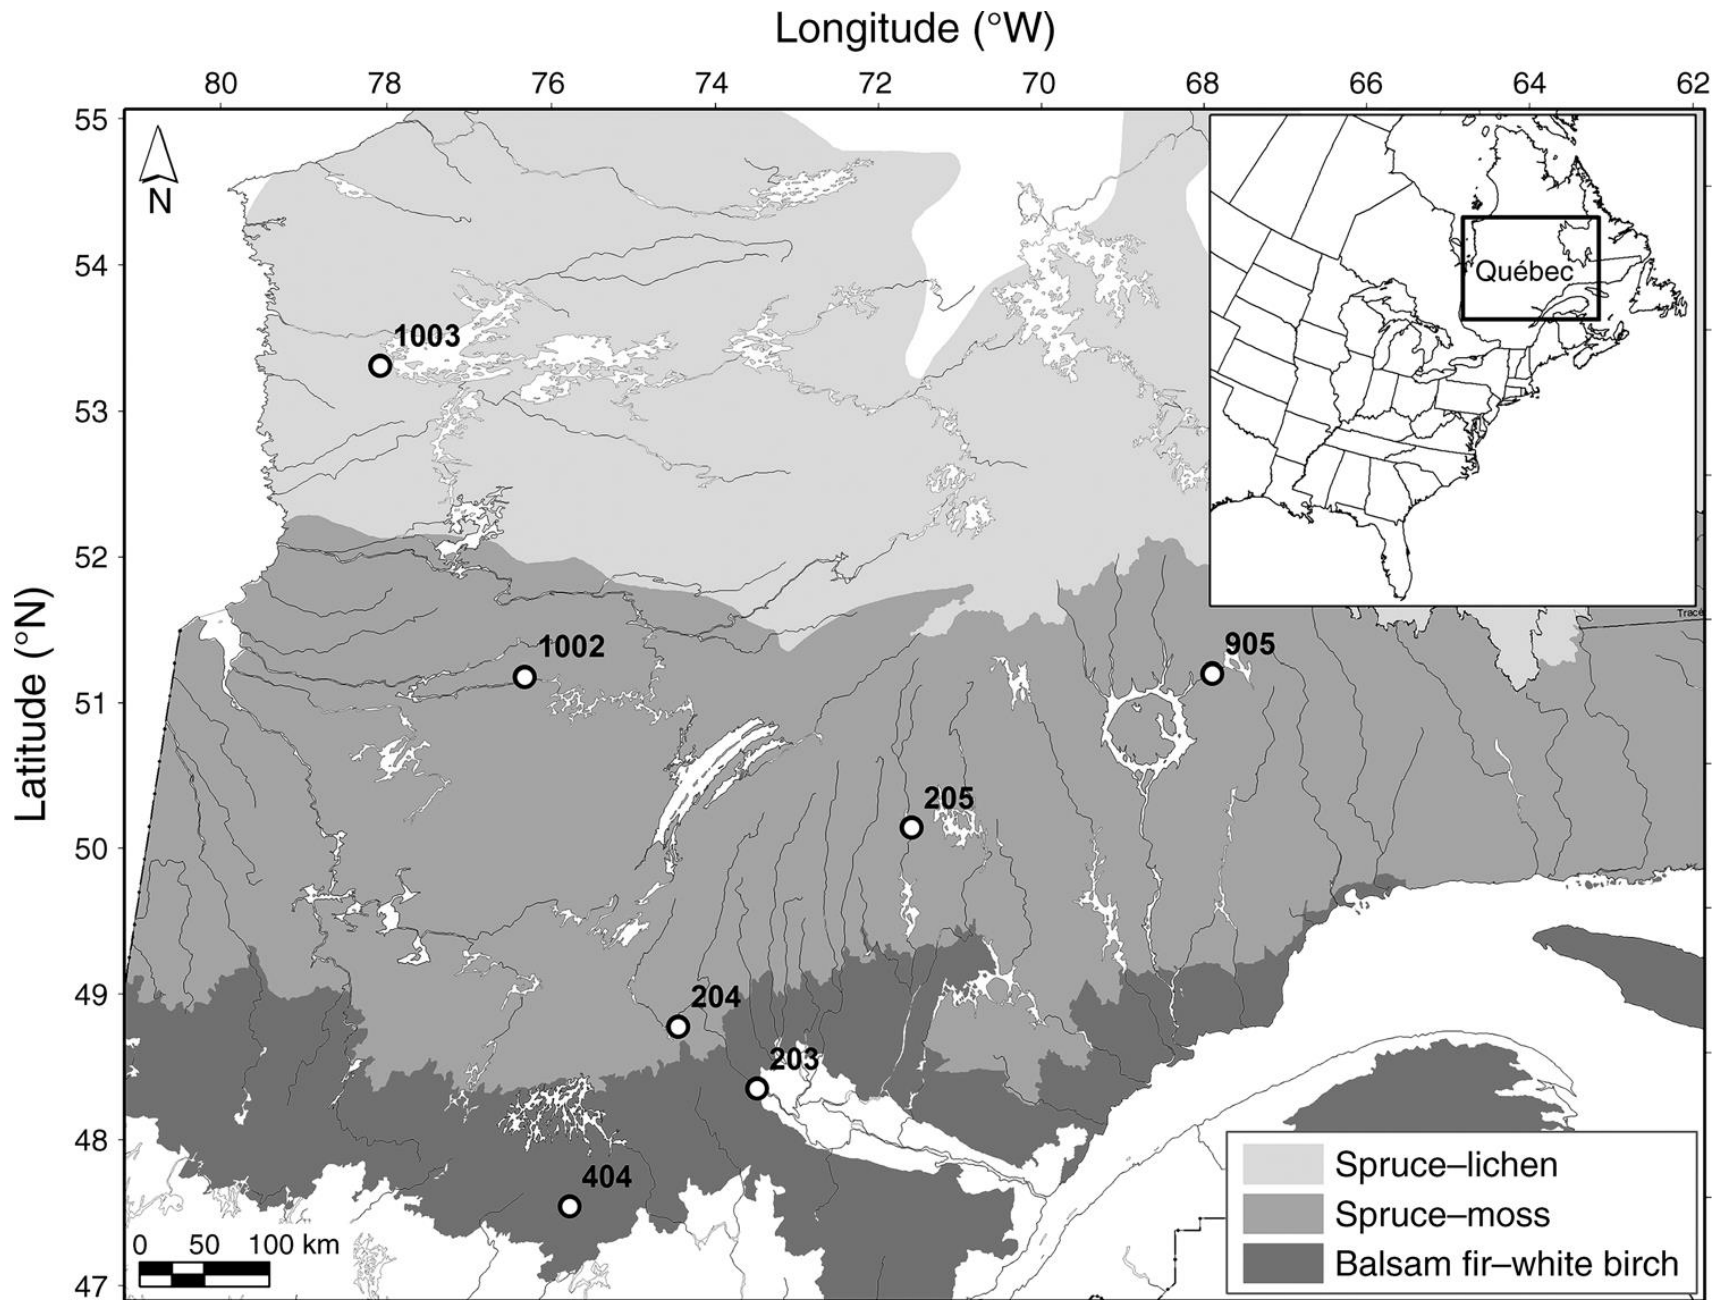 Longitude (°W)
80 78 76 74 72 70 68 66 64 62
Latitude (°N)
55
54
53
52
51
50
49
48
47
N
Québec
1003
1002
905
205
204
203
404
Tracé
0 50 100 km
Spruce–lichen
Spruce–moss
Balsam fir–white birch